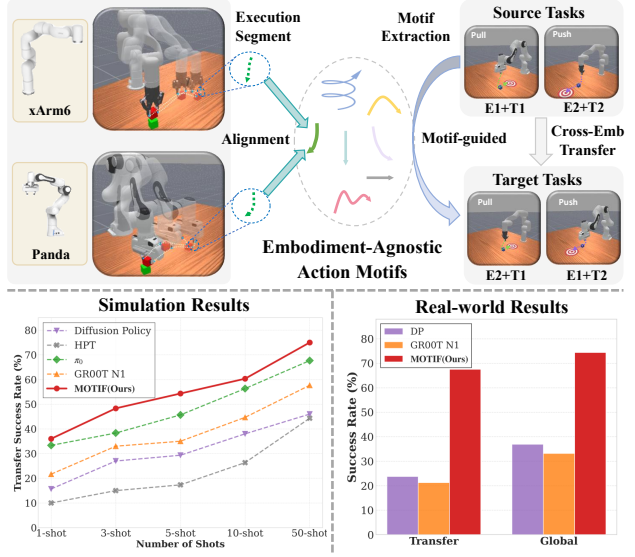 Execution
Segment
Motif
Extraction
Source Tasks
Pull
Push
xArm6
E1+T1
E2+T2
Alignment
Motif-guided
Cross-Emb
Transfer
Target Tasks
Pull
Push
Panda
Embodiment-Agnostic
Action Motifs
E2+T1
E1+T2
Simulation Results
Transfer Success Rate (%)
80
70
60
50
40
30
20
10
0
Diffusion Policy
HPT
π0
GR00T N1
MOTIF(Ours)
1-shot
3-shot
5-shot
10-shot
50-shot
Number of Shots
Real-world Results
Success Rate (%)
80
70
60
50
40
30
20
10
0
DP
GR00T N1
MOTIF(Ours)
Transfer
Global